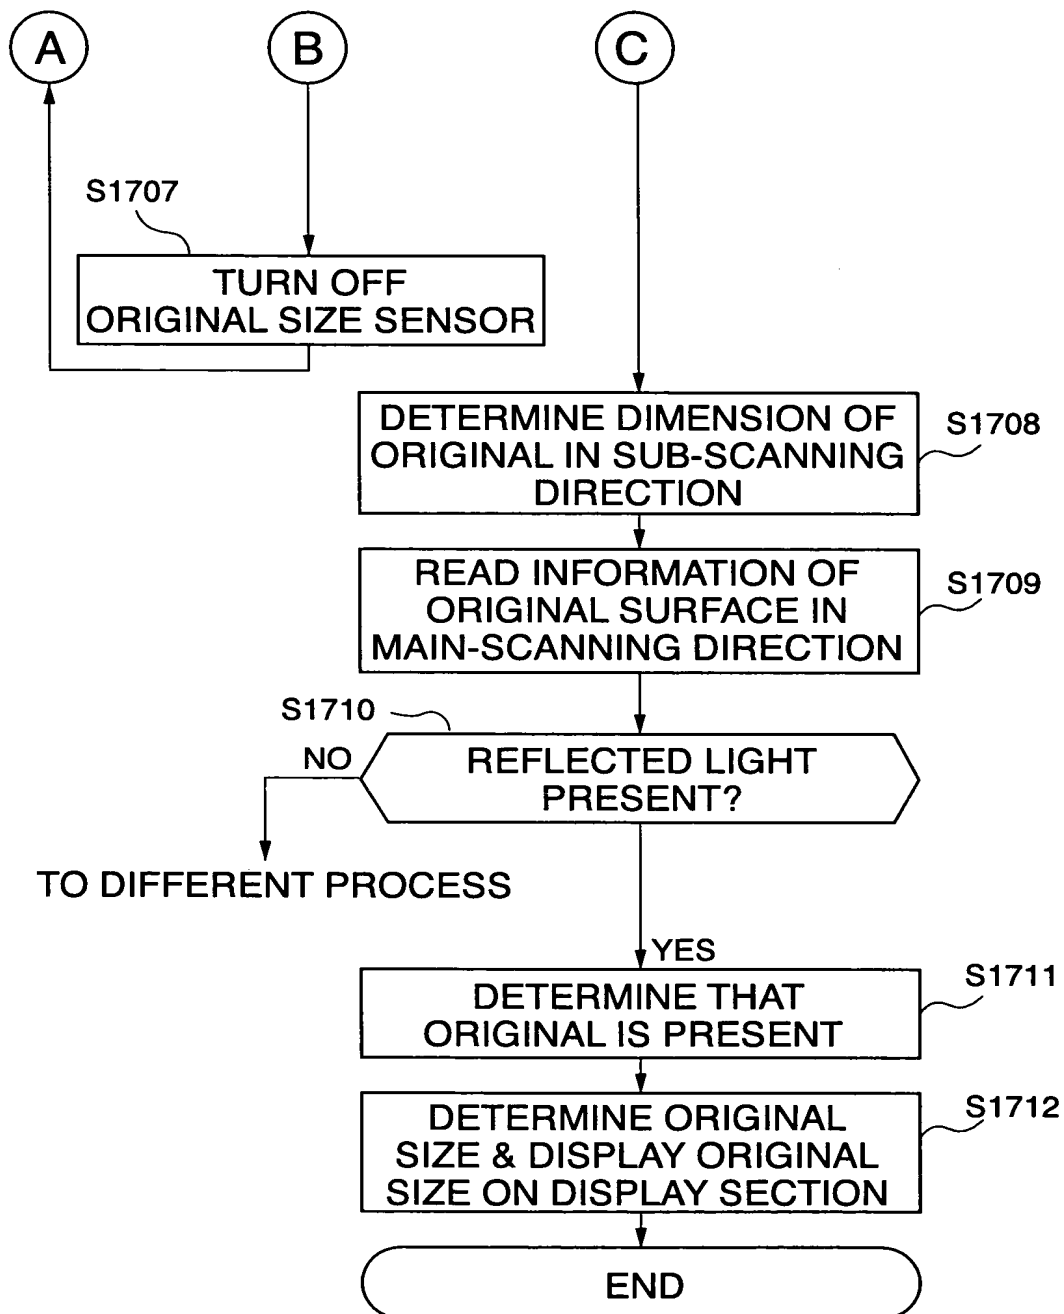 A
B
C
S1707
TURN OFF
ORIGINAL SIZE SENSOR
DETERMINE DIMENSION OF
ORIGINAL IN SUB-SCANNING
DIRECTION
S1708
READ INFORMATION OF
ORIGINAL SURFACE IN
MAIN-SCANNING DIRECTION
S1709
S1710
NO
REFLECTED LIGHT
PRESENT?
TO DIFFERENT PROCESS
YES
DETERMINE THAT
ORIGINAL IS PRESENT
S1711
DETERMINE ORIGINAL
SIZE & DISPLAY ORIGINAL
SIZE ON DISPLAY SECTION
S1712
END